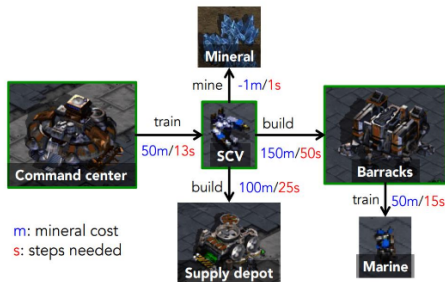 Mineral
mine -1m/1s
train
50m/13s
Command center
SCV
build
150m/50s
Barracks
build 100m/25s
train 50m/15s
m: mineral cost
s: steps needed
Supply depot
Marine